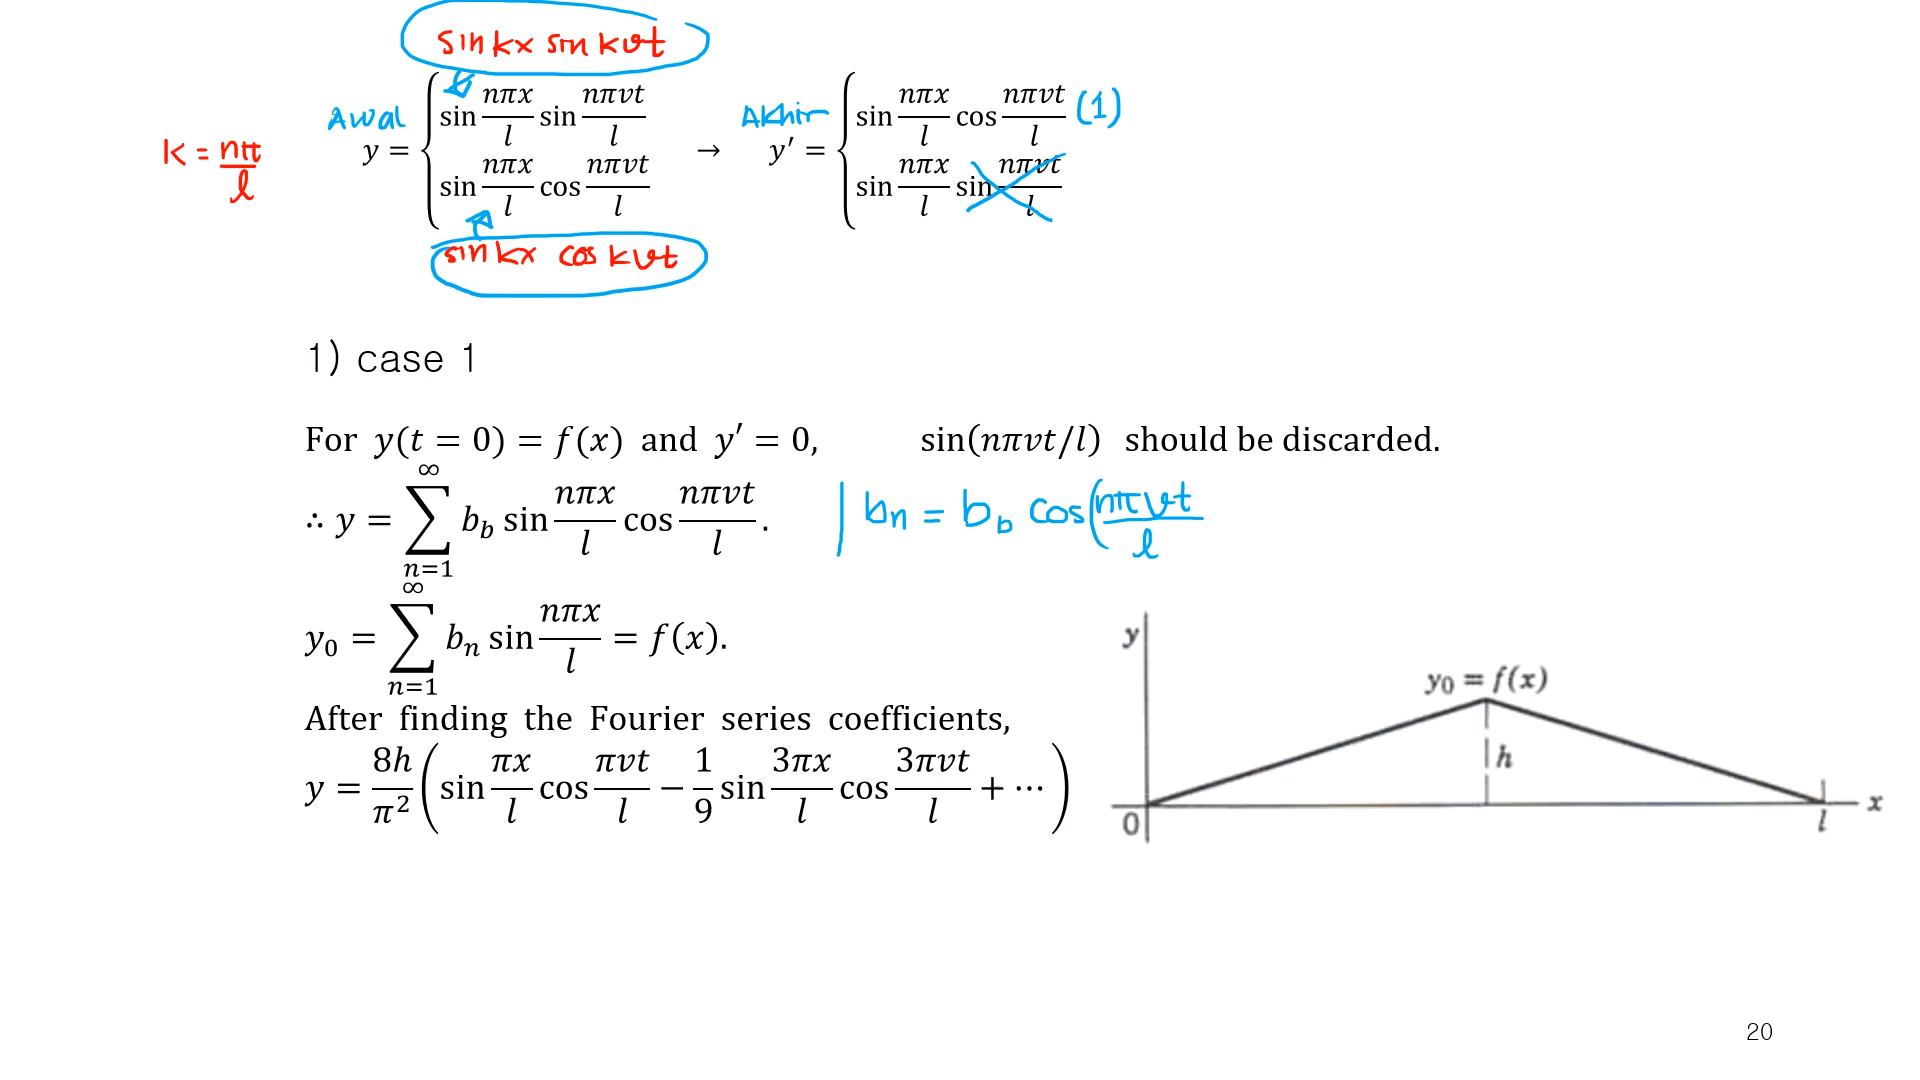 sin kx sin kvt
Awal y = { sin nπx/l sin nπvt/l → Akhir y′ = { sin nπx/l cos nπvt/l (1)
K = nπ/l
sin nπx/l cos nπvt/l sin nπx/l sin nπvt/l
sin kx cos kvt
1) case 1
For y(t = 0) = f(x) and y′ = 0, sin(nπvt/l) should be discarded.
∴ y = ∑_{n=1}^{∞} b_b sin nπx/l cos nπvt/l. | bn = b_b cos(nπvt/l
y₀ = ∑_{n=1}^{∞} b_n sin nπx/l = f(x).
After finding the Fourier series coefficients,
y = 8h/π² (sin πx/l cos πvt/l − 1/9 sin 3πx/l cos 3πvt/l + ⋯)
y
y₀ = f(x)
h
0
l
x
20